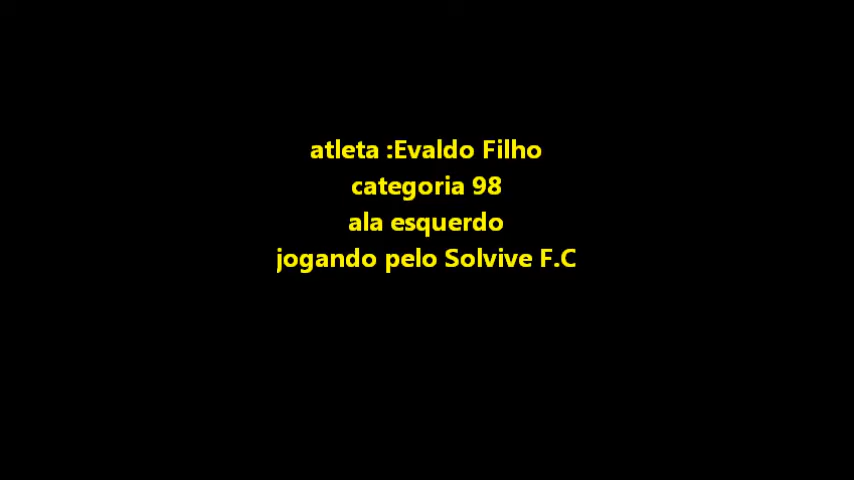 atleta :Evaldo Filho
categoria 98
ala esquerdo
jogando pelo Solvive F.C